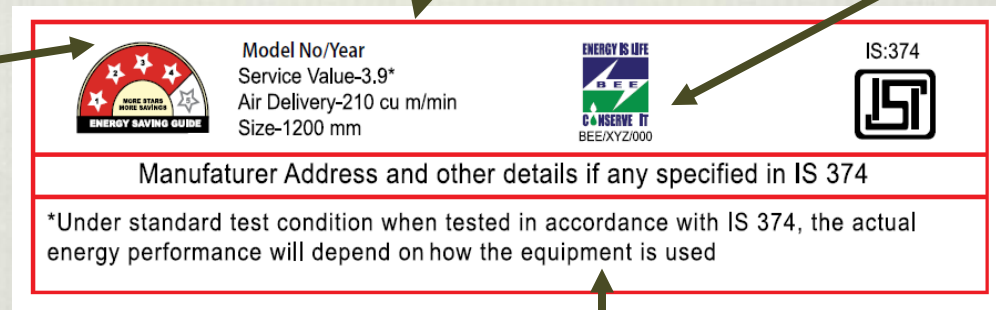 Model No/Year
Service Value-3.9*
Air Delivery-210 cu m/min
Size-1200 mm
1
2
3
4
5
MORE STARS
MORE SAVINGS
ENERGY SAVING GUIDE
ENERGY IS LIFE
BEE
CONSERVE IT
BEE/XYZ/000
IS:374
ISI
Manufaturer Address and other details if any specified in IS 374
*Under standard test condition when tested in accordance with IS 374, the actual
energy performance will depend on how the equipment is used